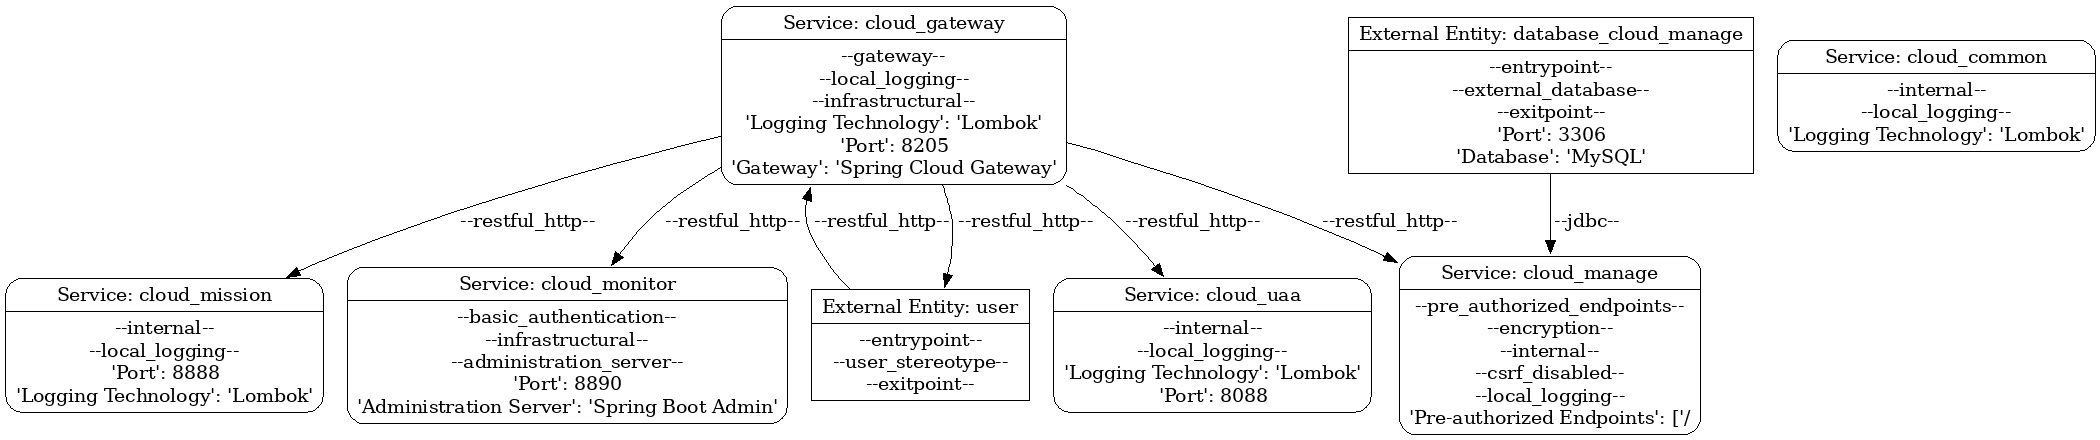 Service: cloud_gateway
--gateway--
--local_logging--
--infrastructural--
'Logging Technology': 'Lombok'
'Port': 8205
'Gateway': 'Spring Cloud Gateway'
External Entity: database_cloud_manage
--entrypoint--
--external_database--
--exitpoint--
'Port': 3306
'Database': 'MySQL'
Service: cloud_common
--internal--
--local_logging--
'Logging Technology': 'Lombok'
--restful_http--
--restful_http--
--restful_http--
--restful_http--
--restful_http--
--restful_http--
--jdbc--
Service: cloud_mission
--internal--
--local_logging--
'Port': 8888
'Logging Technology': 'Lombok'
Service: cloud_monitor
--basic_authentication--
--infrastructural--
--administration_server--
'Port': 8890
'Administration Server': 'Spring Boot Admin'
External Entity: user
--entrypoint--
--user_stereotype--
--exitpoint--
Service: cloud_uaa
--internal--
--local_logging--
'Logging Technology': 'Lombok'
'Port': 8088
Service: cloud_manage
--pre_authorized_endpoints--
--encryption--
--internal--
--csrf_disabled--
--local_logging--
'Pre-authorized Endpoints': ['/